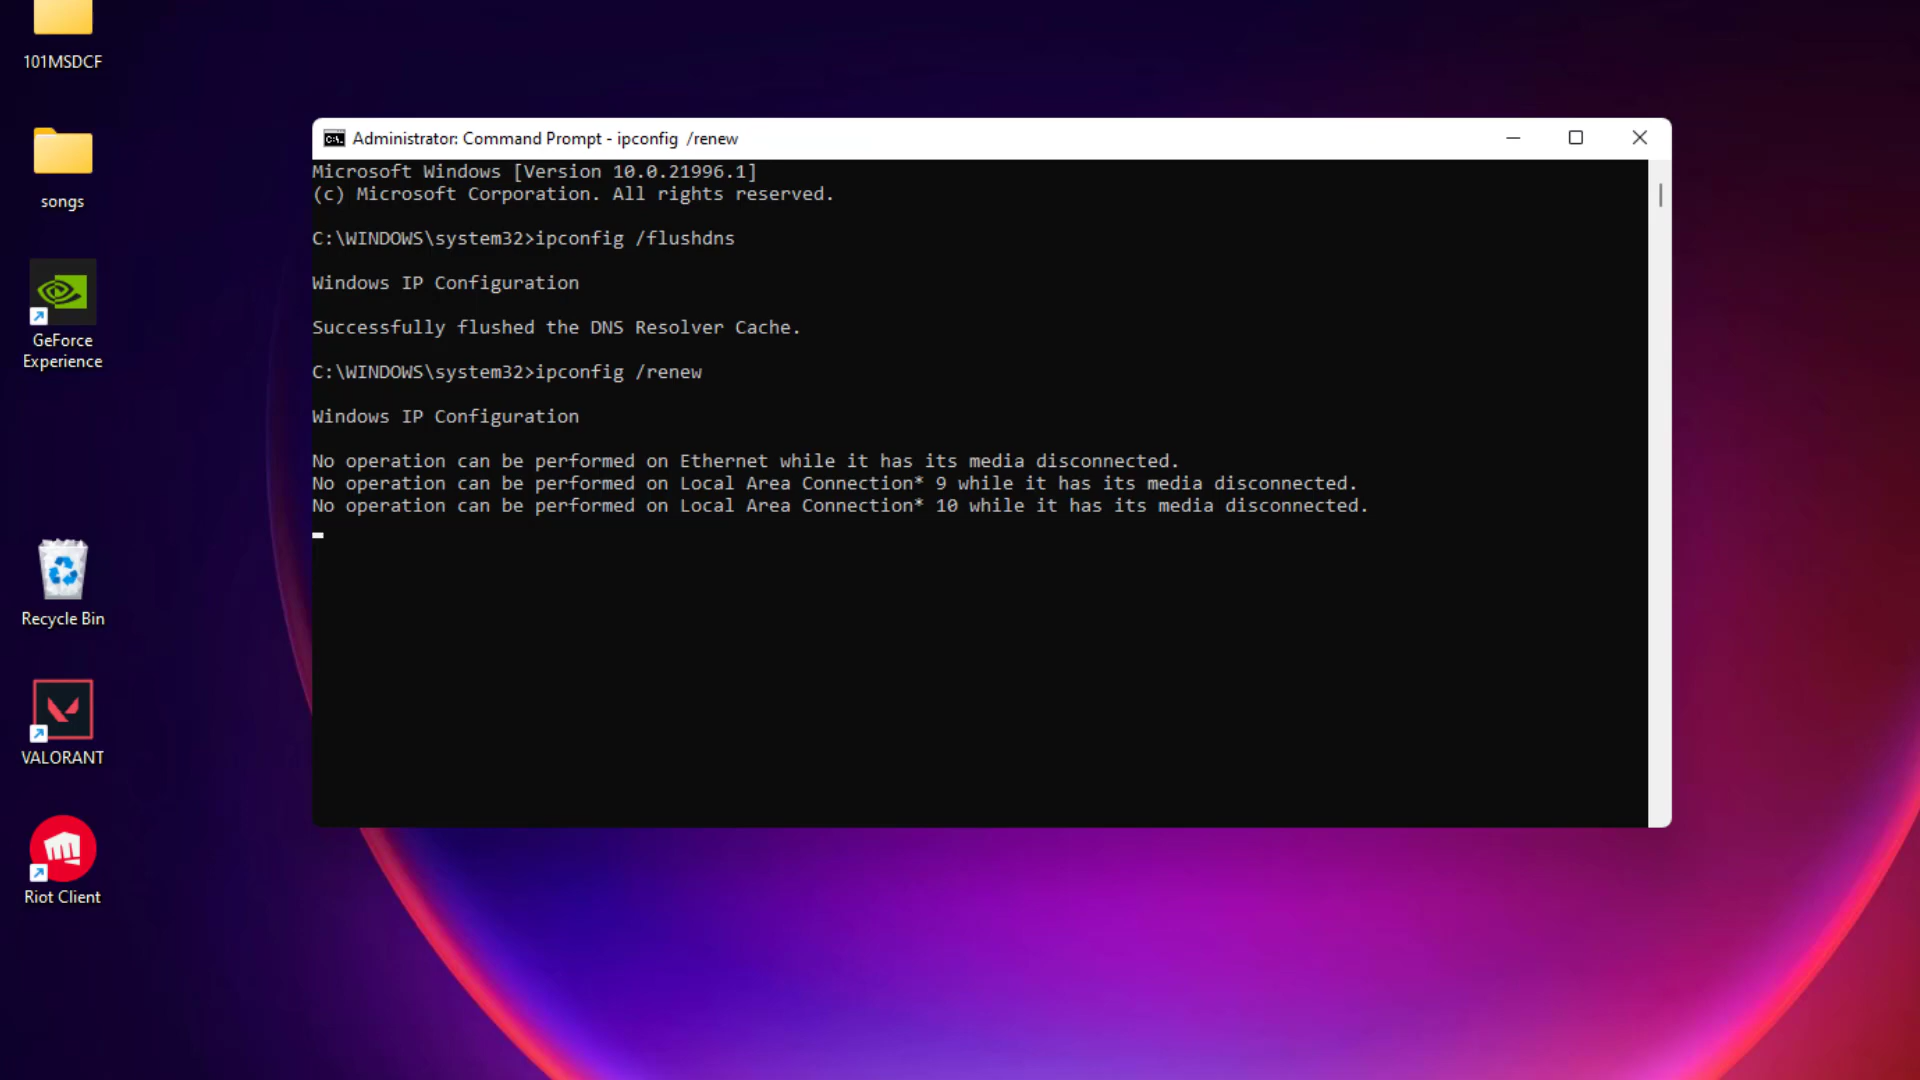 101MSDCF
songs
GeForce
Experience
Recycle Bin
VALORANT
Riot Client
Administrator: Command Prompt - ipconfig  /renew
Microsoft Windows [Version 10.0.21996.1]
(c) Microsoft Corporation. All rights reserved.
C:\WINDOWS\system32>ipconfig /flushdns
Windows IP Configuration
Successfully flushed the DNS Resolver Cache.
C:\WINDOWS\system32>ipconfig /renew
Windows IP Configuration
No operation can be performed on Ethernet while it has its media disconnected.
No operation can be performed on Local Area Connection* 9 while it has its media disconnected.
No operation can be performed on Local Area Connection* 10 while it has its media disconnected.